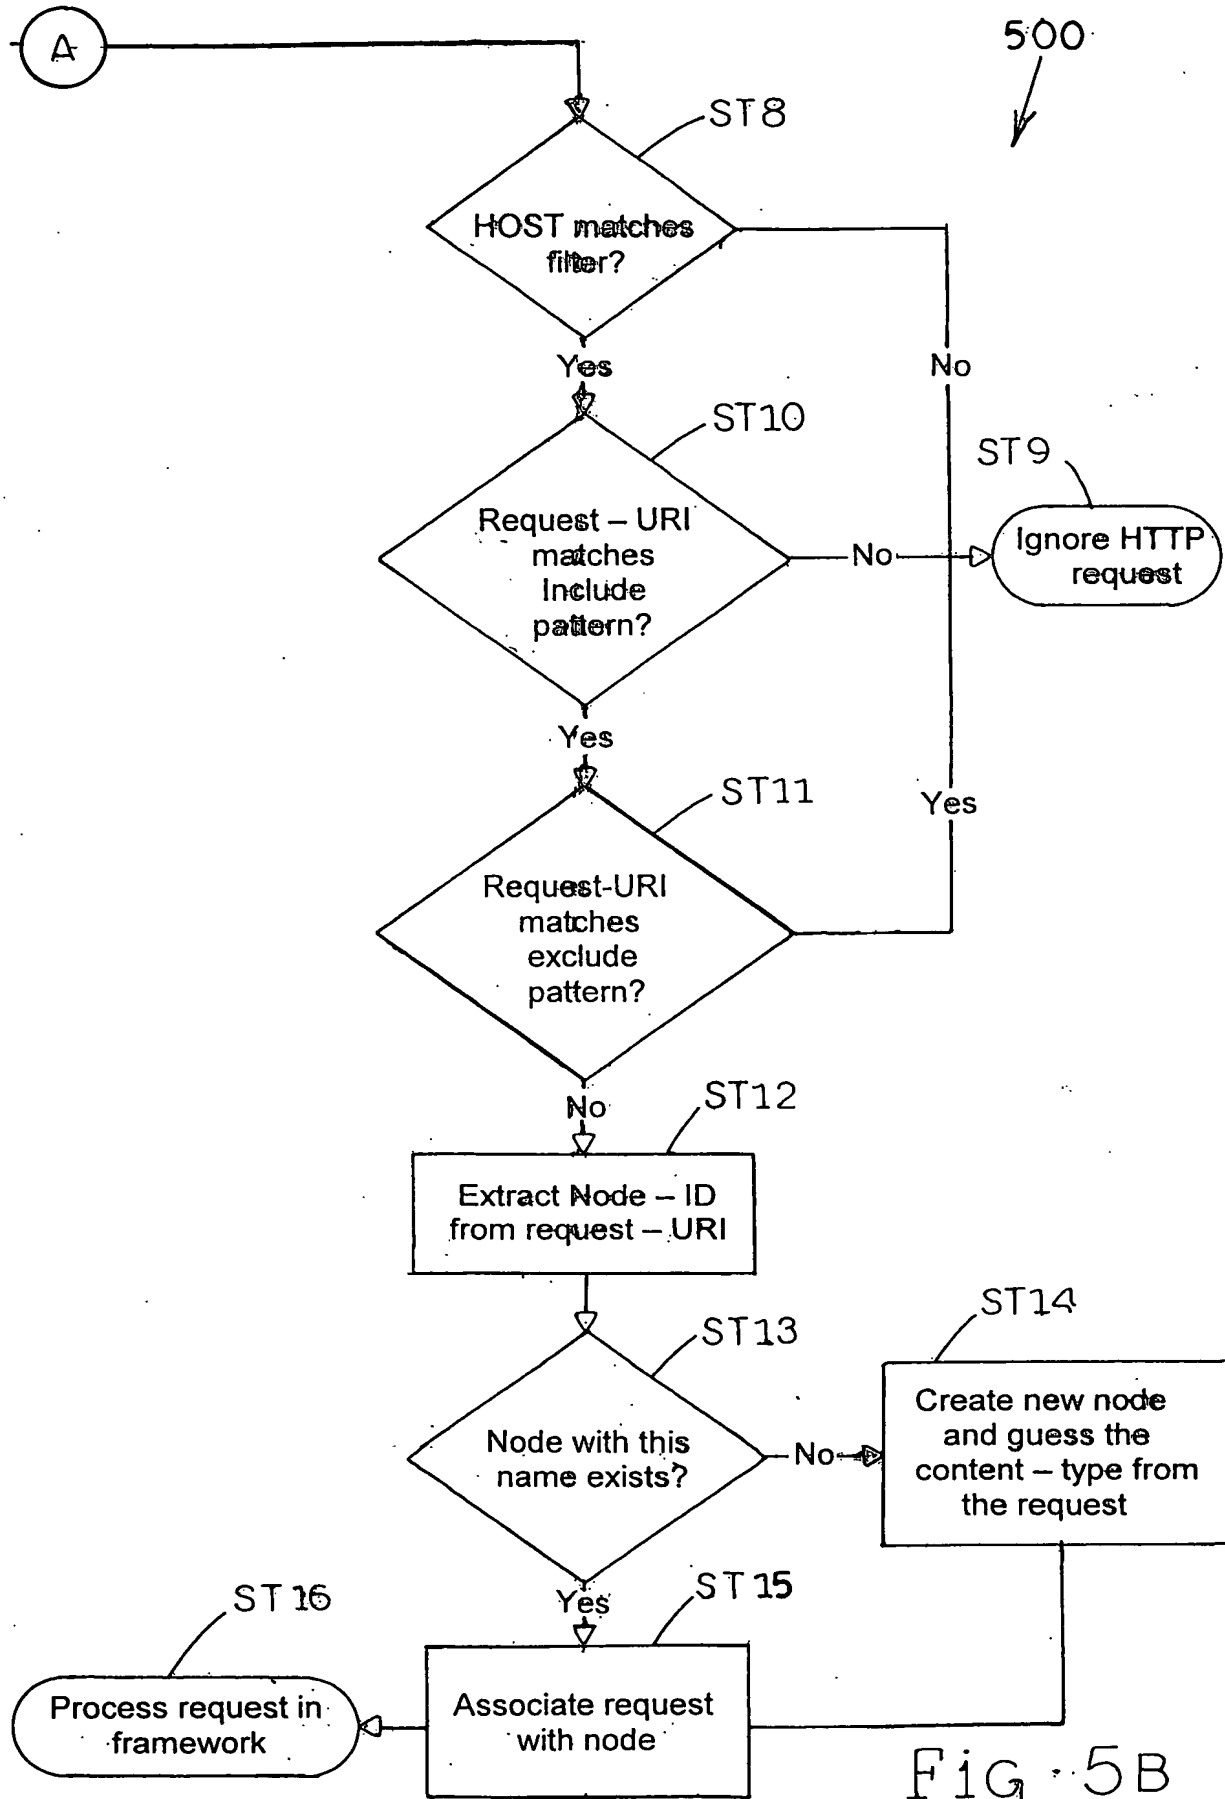 A
500
ST8
HOST matches
filter?
Yes
No
ST10
ST9
Request – URI
matches
Include
pattern?
No
Ignore HTTP
request
Yes
ST11
Yes
Request-URI
matches
exclude
pattern?
No
ST12
Extract Node – ID
from request – URI
ST13
ST14
Node with this
name exists?
No
Create new node
and guess the
content – type from
the request
Yes
ST15
ST16
Process request in
framework
Associate request
with node
FiG. 5B